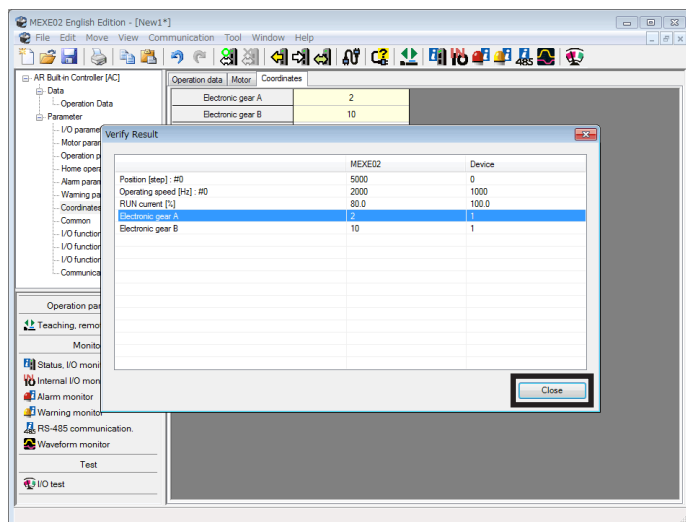 MEXE02 English Edition - [New1*]
File Edit Move View Communication Tool Window Help
AR Built-in Controller [AC]
Data
Operation Data
Parameter
I/O parame
Motor paran
Operation p
Home opera
Alarm paran
Warning pa
Coordinates
Common
I/O function
I/O function
I/O function
Communica
Operation data Motor Coordinates
Electronic gear A 2
Electronic gear B 10
Verify Result
MEXE02 Device
Position [step] : #0 5000 0
Operating speed [Hz] : #0 2000 1000
RUN current [%] 80.0 100.0
Electronic gear A 2 1
Electronic gear B 10 1
Close
Operation par
Teaching, remo
Monito
Status, I/O moni
Internal I/O mon
Alarm monitor
Warning monitor
RS-485 communication.
Waveform monitor
Test
I/O test